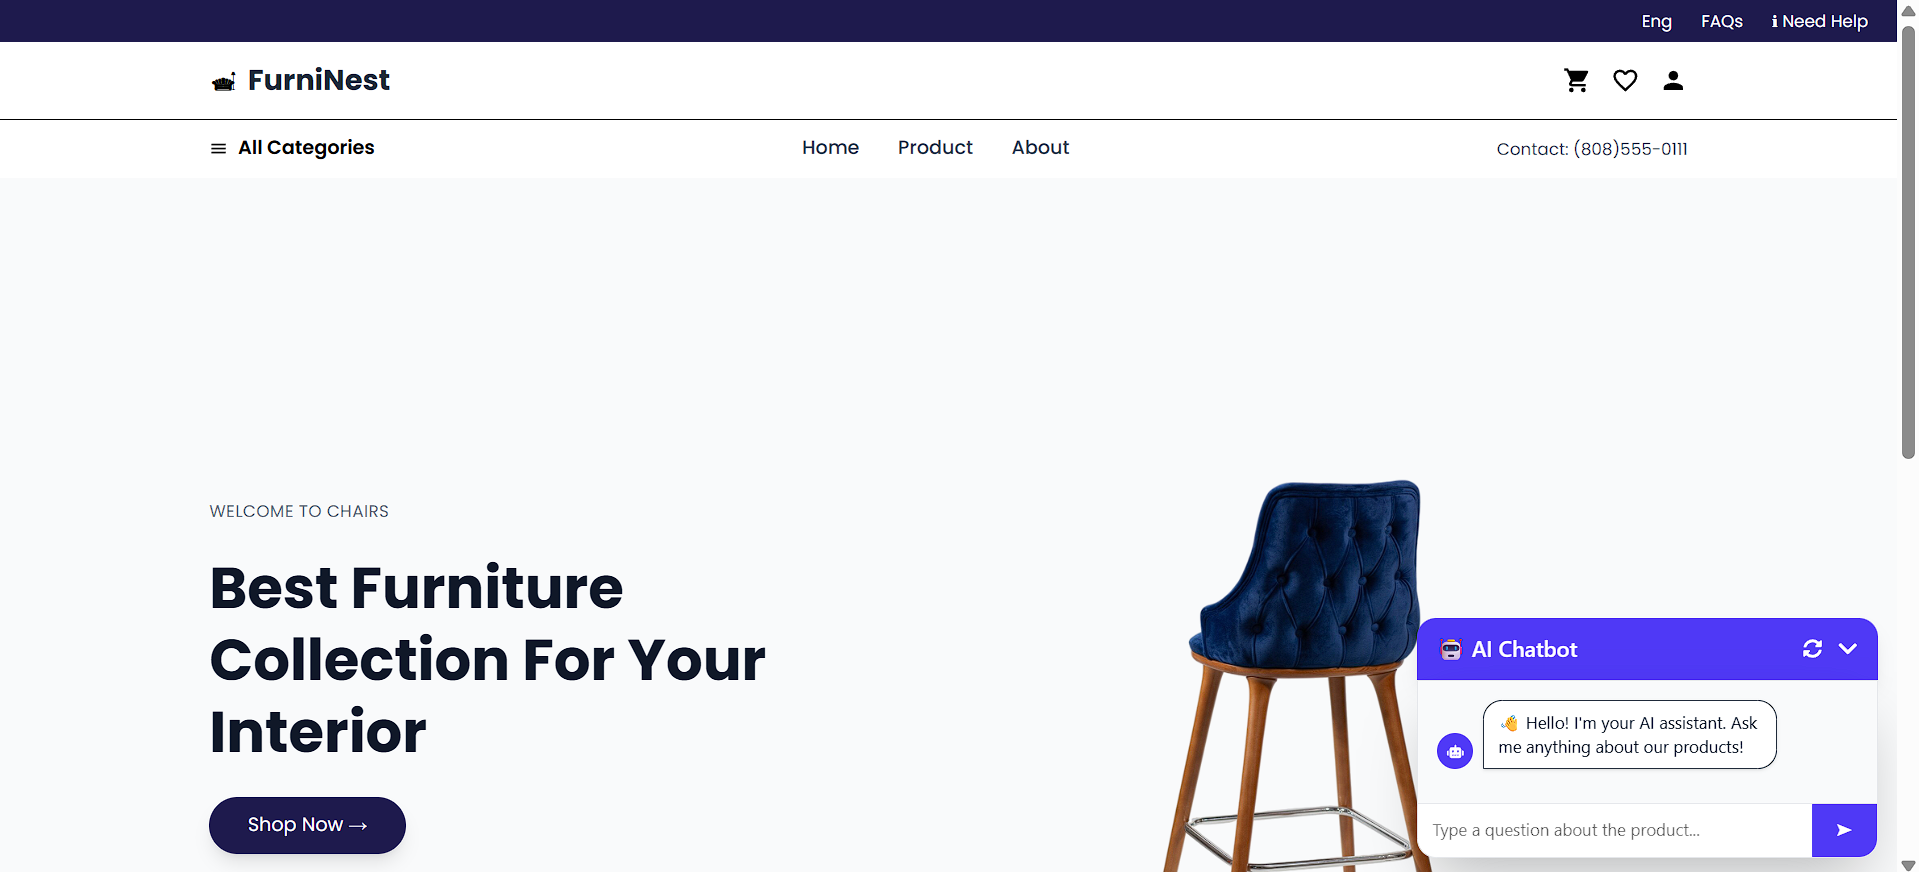 Eng FAQs ℹ Need Help
FurniNest
All Categories Home Product About Contact: (808)555-0111
WELCOME TO CHAIRS
Best Furniture
Collection For Your
Interior
Shop Now →
AI Chatbot
👋 Hello! I'm your AI assistant. Ask
me anything about our products!
Type a question about the product...